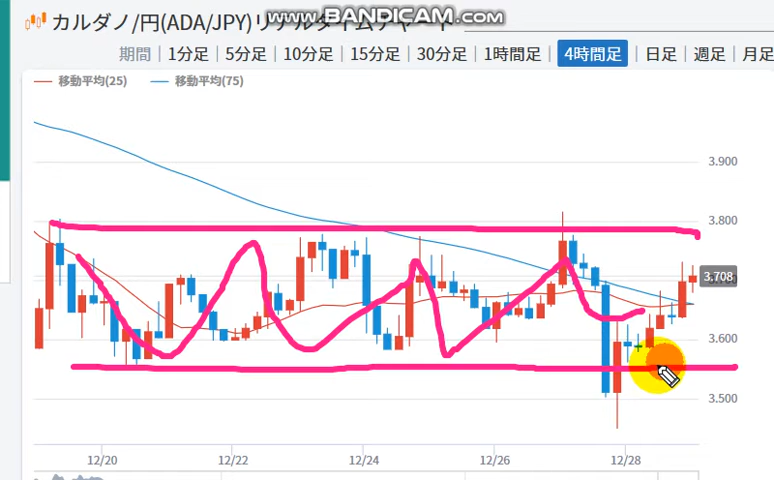 www.BANDICAM.com
カルダノ/円(ADA/JPY)リアルタイムチャート
期間 | 1分足 | 5分足 | 10分足 | 15分足 | 30分足 | 1時間足 | 4時間足 | 日足 | 週足 | 月足
移動平均(25) 移動平均(75)
3.900
3.800
3.708
3.600
3.500
12/20 12/22 12/24 12/26 12/28